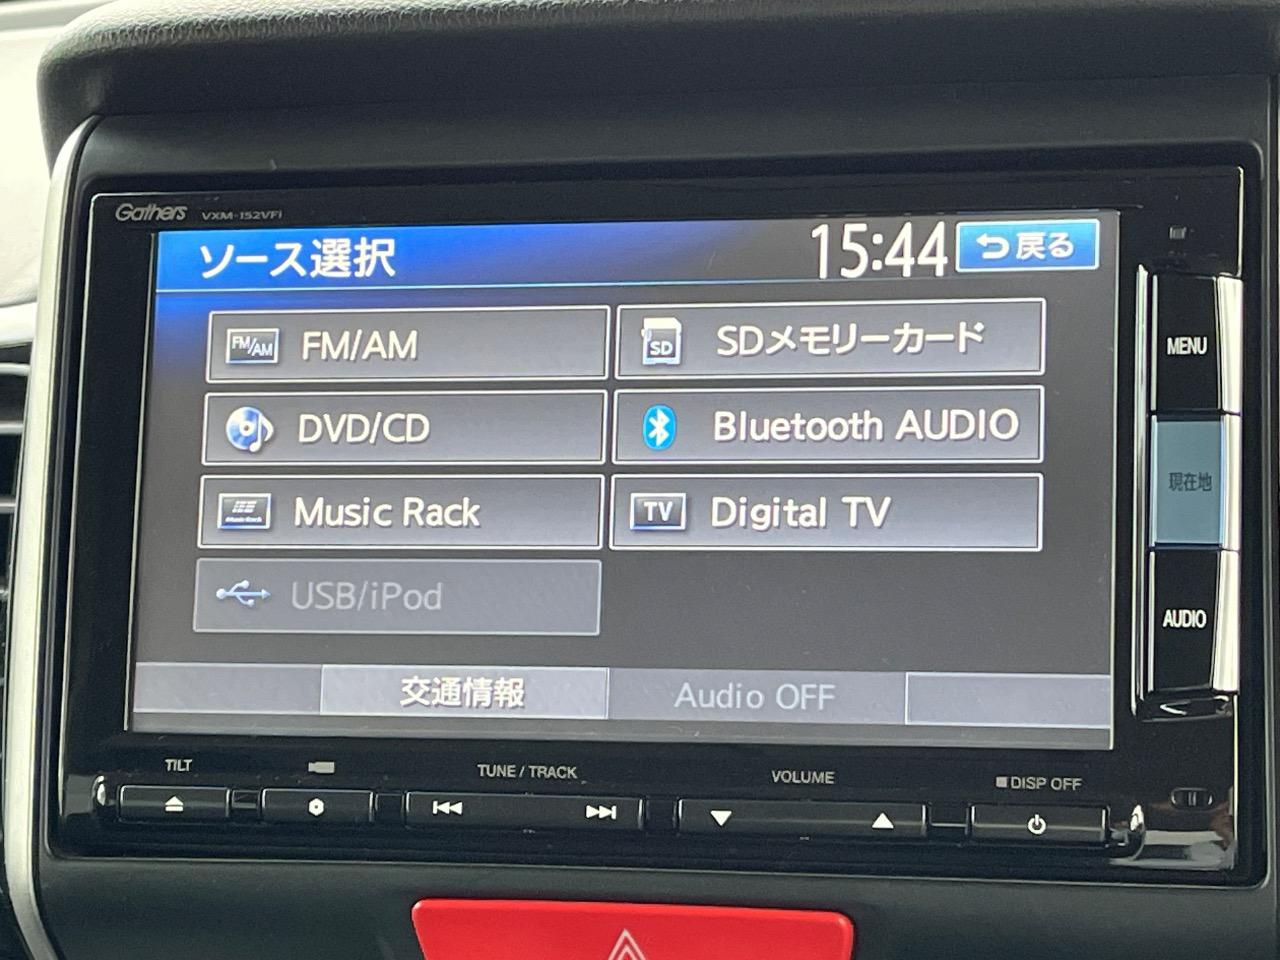 Gathers VXM-152VFi
ソース選択 15:44 戻る
FM/AM FM/AM
SD SDメモリーカード
DVD/CD
Bluetooth AUDIO
Music Rack Music Rack
TV Digital TV
USB/iPod
交通情報 Audio OFF
MENU
現在地
AUDIO
TILT TUNE / TRACK VOLUME DISP OFF